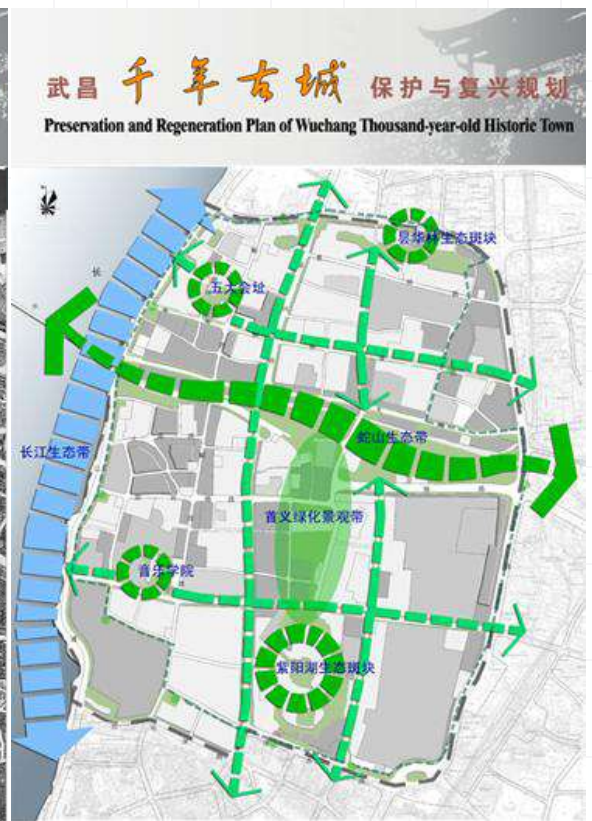 武昌 千年古城 保护与复兴规划
Preservation and Regeneration Plan of Wuchang Thousand-year-old Historic Town
昙华林生态斑块
五大会址
长
蛇山生态带
长江生态带
首义绿化景观带
音乐学院
紫阳湖生态斑块